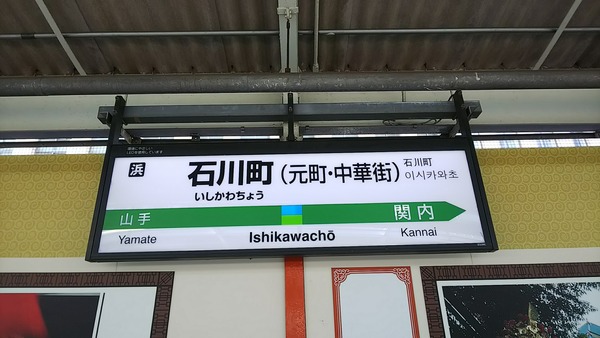 浜
石川町(元町・中華街)
石川町
이시카와초
いしかわちょう
山手
関内
Yamate
Ishikawachō
Kannai